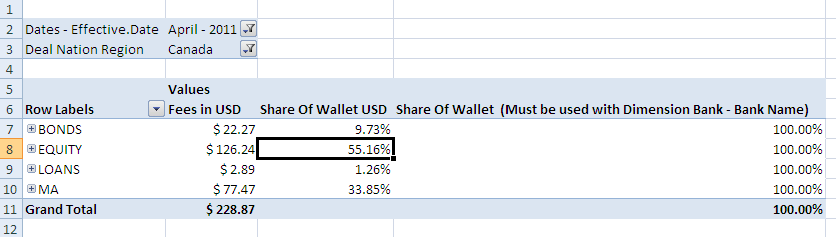 1
2 Dates - Effective.Date April - 2011
3 Deal Nation Region Canada
4
5 Values
6 Row Labels Fees in USD Share Of Wallet USD Share Of Wallet (Must be used with Dimension Bank - Bank Name)
7 BONDS $ 22.27 9.73% 100.00%
8 EQUITY $ 126.24 55.16% 100.00%
9 LOANS $ 2.89 1.26% 100.00%
10 MA $ 77.47 33.85% 100.00%
11 Grand Total $ 228.87 100.00%
12